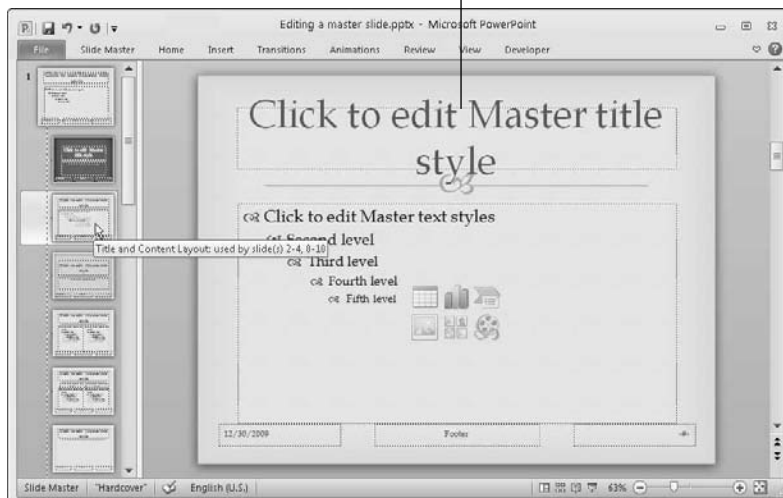 Editing a master slide.pptx - Microsoft PowerPoint
File Slide Master Home Insert Transitions Animations Review View Developer
1
Click to edit Master title
style
Click to edit Master text styles
Second level
Third level
Fourth level
Fifth level
Title and Content Layout: used by slide(s) 2-4, 8-10
12/30/2009 Footer
Slide Master "Hardcover" English (U.S.) 63%